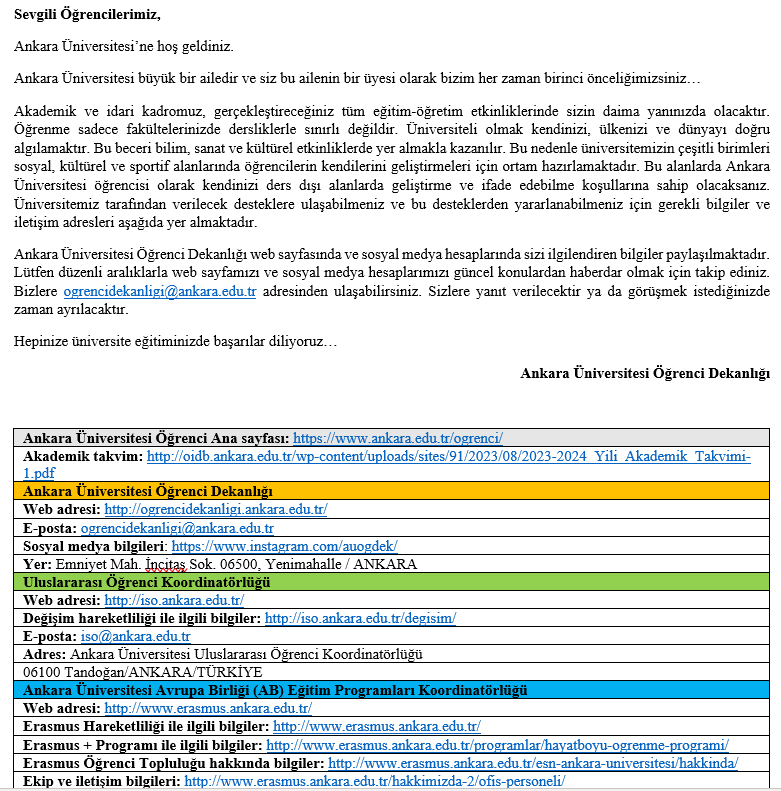 Sevgili Öğrencilerimiz,
Ankara Üniversitesi'ne hoş geldiniz.
Ankara Üniversitesi büyük bir ailedir ve siz bu ailenin bir üyesi olarak bizim her zaman birinci önceliğimizsiniz…
Akademik ve idari kadromuz, gerçekleştireceğiniz tüm eğitim-öğretim etkinliklerinde sizin daima yanınızda olacaktır.
Öğrenme sadece fakültelerinizde dersliklerle sınırlı değildir. Üniversiteli olmak kendinizi, ülkenizi ve dünyayı doğru
algılamaktır. Bu beceri bilim, sanat ve kültürel etkinliklerde yer almakla kazanılır. Bu nedenle üniversitemizin çeşitli birimleri
sosyal, kültürel ve sportif alanlarında öğrencilerin kendilerini geliştirmeleri için ortam hazırlamaktadır. Bu alanlarda Ankara
Üniversitesi öğrencisi olarak kendinizi ders dışı alanlarda geliştirme ve ifade edebilme koşullarına sahip olacaksanız.
Üniversitemiz tarafından verilecek desteklere ulaşabilmeniz ve bu desteklerden yararlanabilmeniz için gerekli bilgiler ve
iletişim adresleri aşağıda yer almaktadır.
Ankara Üniversitesi Öğrenci Dekanlığı web sayfasında ve sosyal medya hesaplarında sizi ilgilendiren bilgiler paylaşılmaktadır.
Lütfen düzenli aralıklarla web sayfamızı ve sosyal medya hesaplarımızı güncel konulardan haberdar olmak için takip ediniz.
Bizlere ogrencidekanligi@ankara.edu.tr adresinden ulaşabilirsiniz. Sizlere yanıt verilecektir ya da görüşmek istediğinizde
zaman ayrılacaktır.
Hepinize üniversite eğitiminizde başarılar diliyoruz…
Ankara Üniversitesi Öğrenci Dekanlığı
Ankara Üniversitesi Öğrenci Ana sayfası: https://www.ankara.edu.tr/ogrenci/
Akademik takvim: http://oidb.ankara.edu.tr/wp-content/uploads/sites/91/2023/08/2023-2024_Yili_Akademik_Takvimi-
1.pdf
Ankara Üniversitesi Öğrenci Dekanlığı
Web adresi: http://ogrencidekanligi.ankara.edu.tr/
E-posta: ogrencidekanligi@ankara.edu.tr
Sosyal medya bilgileri: https://www.instagram.com/auogdek/
Yer: Emniyet Mah. İncitaş Sok. 06500, Yenimahalle / ANKARA
Uluslararası Öğrenci Koordinatörlüğü
Web adresi: http://iso.ankara.edu.tr/
Değişim hareketliliği ile ilgili bilgiler: http://iso.ankara.edu.tr/degisim/
E-posta: iso@ankara.edu.tr
Adres: Ankara Üniversitesi Uluslararası Öğrenci Koordinatörlüğü
06100 Tandoğan/ANKARA/TÜRKİYE
Ankara Üniversitesi Avrupa Birliği (AB) Eğitim Programları Koordinatörlüğü
Web adresi: http://www.erasmus.ankara.edu.tr/
Erasmus Hareketliliği ile ilgili bilgiler: http://www.erasmus.ankara.edu.tr/
Erasmus + Programı ile ilgili bilgiler: http://www.erasmus.ankara.edu.tr/programlar/hayatboyu-ogrenme-programi/
Erasmus Öğrenci Topluluğu hakkında bilgiler: http://www.erasmus.ankara.edu.tr/esn-ankara-universitesi/hakkinda/
Ekip ve iletişim bilgileri: http://www.erasmus.ankara.edu.tr/hakkimizda-2/ofis-personeli/